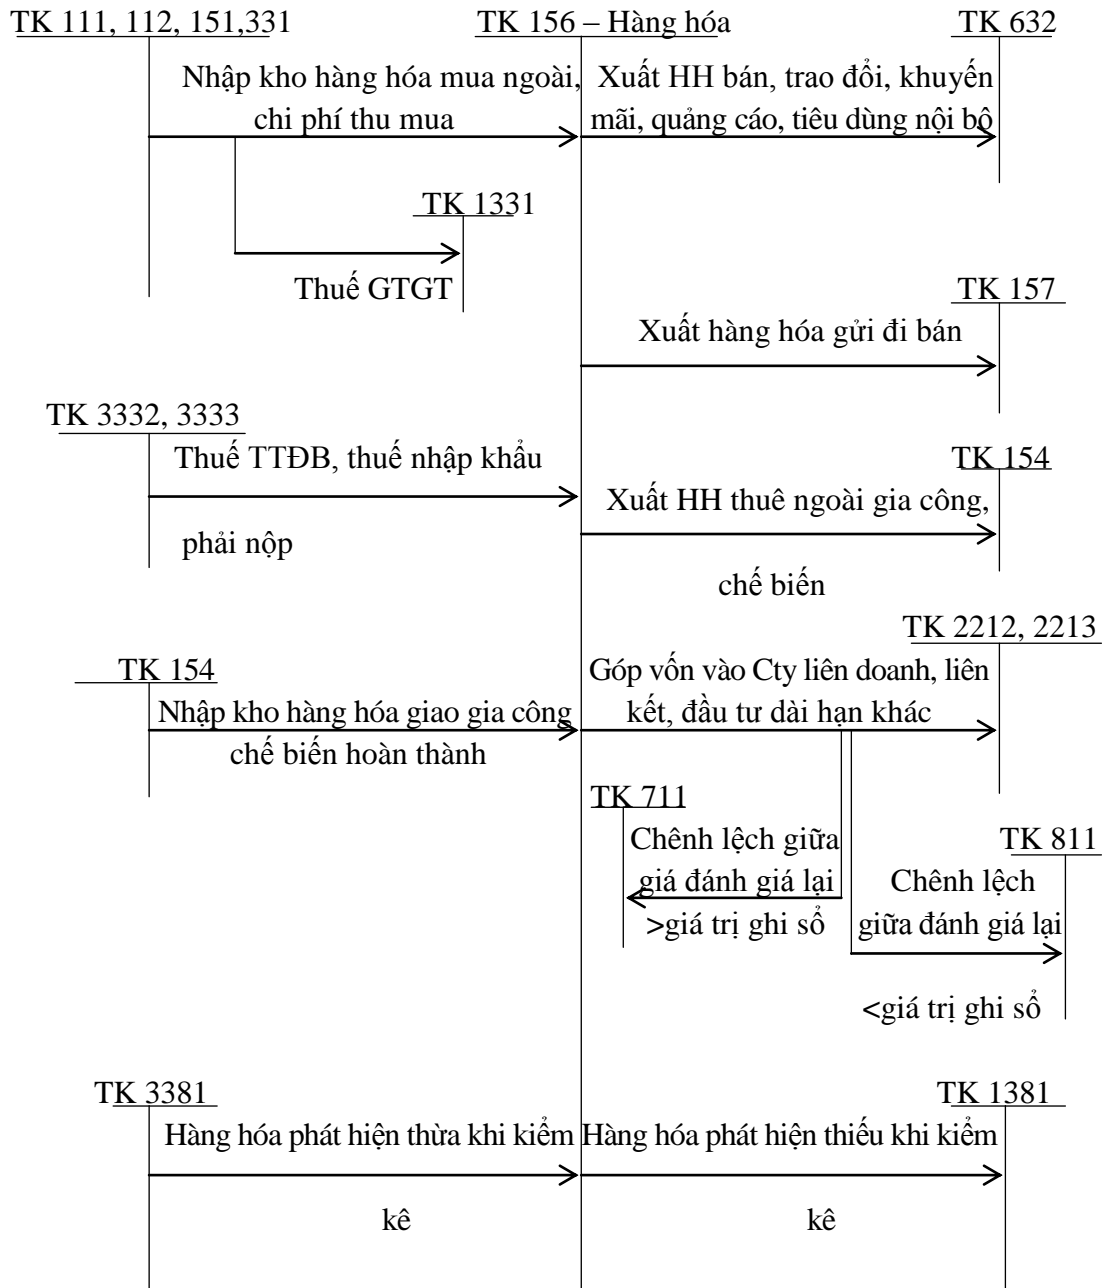 TK 111, 112, 151,331
TK 156 – Hàng hóa
TK 632
Nhập kho hàng hóa mua ngoài,
chi phí thu mua
Xuất HH bán, trao đổi, khuyến
mãi, quảng cáo, tiêu dùng nội bộ
TK 1331
Thuế GTGT
TK 157
Xuất hàng hóa gửi đi bán
TK 3332, 3333
Thuế TTĐB, thuế nhập khẩu
phải nộp
TK 154
Xuất HH thuê ngoài gia công,
chế biến
TK 2212, 2213
TK 154
Nhập kho hàng hóa giao gia công
chế biến hoàn thành
Góp vốn vào Cty liên doanh, liên
kết, đầu tư dài hạn khác
TK 711
Chênh lệch giữa
giá đánh giá lại
>giá trị ghi sổ
TK 811
Chênh lệch
giữa đánh giá lại
<giá trị ghi sổ
TK 3381
TK 1381
Hàng hóa phát hiện thừa khi kiểm
kê
Hàng hóa phát hiện thiếu khi kiểm
kê